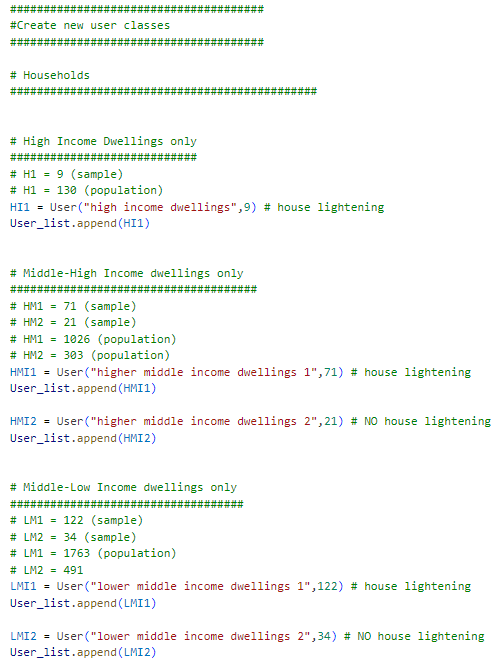 ######################################
#Create new user classes
######################################
# Households
##############################################
# High Income Dwellings only
############################
# H1 = 9 (sample)
# H1 = 130 (population)
HI1 = User("high income dwellings",9) # house lightening
User_list.append(HI1)
# Middle-High Income dwellings only
#####################################
# HM1 = 71 (sample)
# HM2 = 21 (sample)
# HM1 = 1026 (population)
# HM2 = 303 (population)
HMI1 = User("higher middle income dwellings 1",71) # house lightening
User_list.append(HMI1)
HMI2 = User("higher middle income dwellings 2",21) # NO house lightening
User_list.append(HMI2)
# Middle-Low Income dwellings only
###################################
# LM1 = 122 (sample)
# LM2 = 34 (sample)
# LM1 = 1763 (population)
# LM2 = 491
LMI1 = User("lower middle income dwellings 1",122) # house lightening
User_list.append(LMI1)
LMI2 = User("lower middle income dwellings 2",34) # NO house lightening
User_list.append(LMI2)